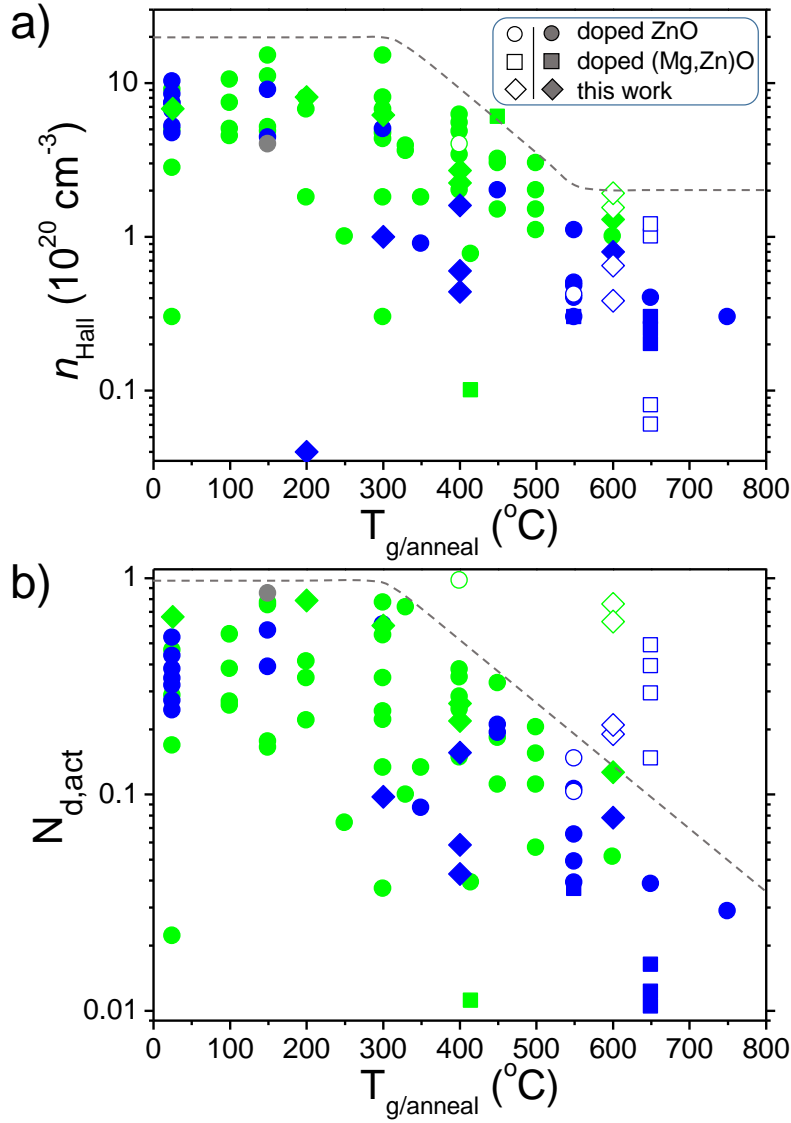 a)
doped ZnO
doped (Mg,Zn)O
this work
10
1
0.1
n_Hall (10^20 cm^-3)
0 100 200 300 400 500 600 700 800
T_g/anneal (°C)
b)
1
0.1
0.01
N_d,act
0 100 200 300 400 500 600 700 800
T_g/anneal (°C)